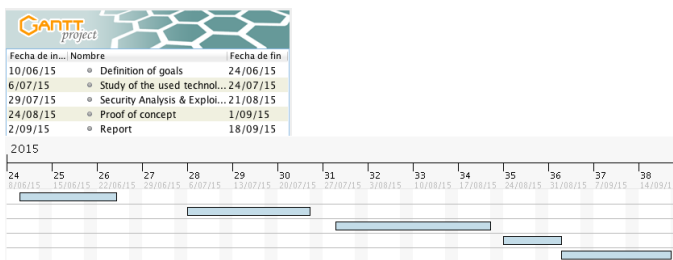 GANTT
project
Fecha de in... Nombre Fecha de fin
10/06/15 Definition of goals 24/06/15
6/07/15 Study of the used technol... 24/07/15
29/07/15 Security Analysis & Exploi... 21/08/15
24/08/15 Proof of concept 1/09/15
2/09/15 Report 18/09/15
2015
24 25 26 27 28 29 30 31 32 33 34 35 36 37 38
8/06/15 15/06/15 22/06/15 29/06/15 6/07/15 13/07/15 20/07/15 27/07/15 3/08/15 10/08/15 17/08/15 24/08/15 31/08/15 7/09/15 14/09/1